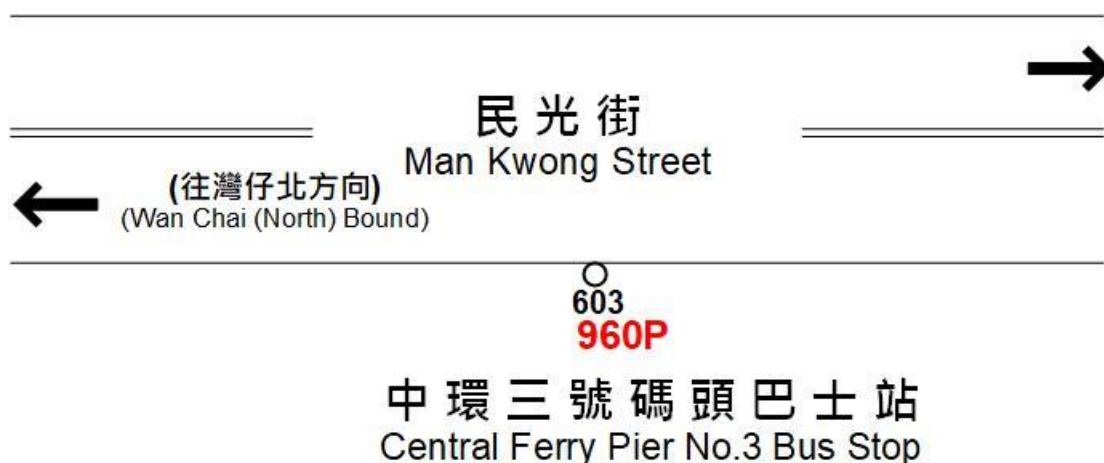 民光街
Man Kwong Street
(往灣仔北方向)
(Wan Chai (North) Bound)
603
960P
中環三號碼頭巴士站
Central Ferry Pier No.3 Bus Stop